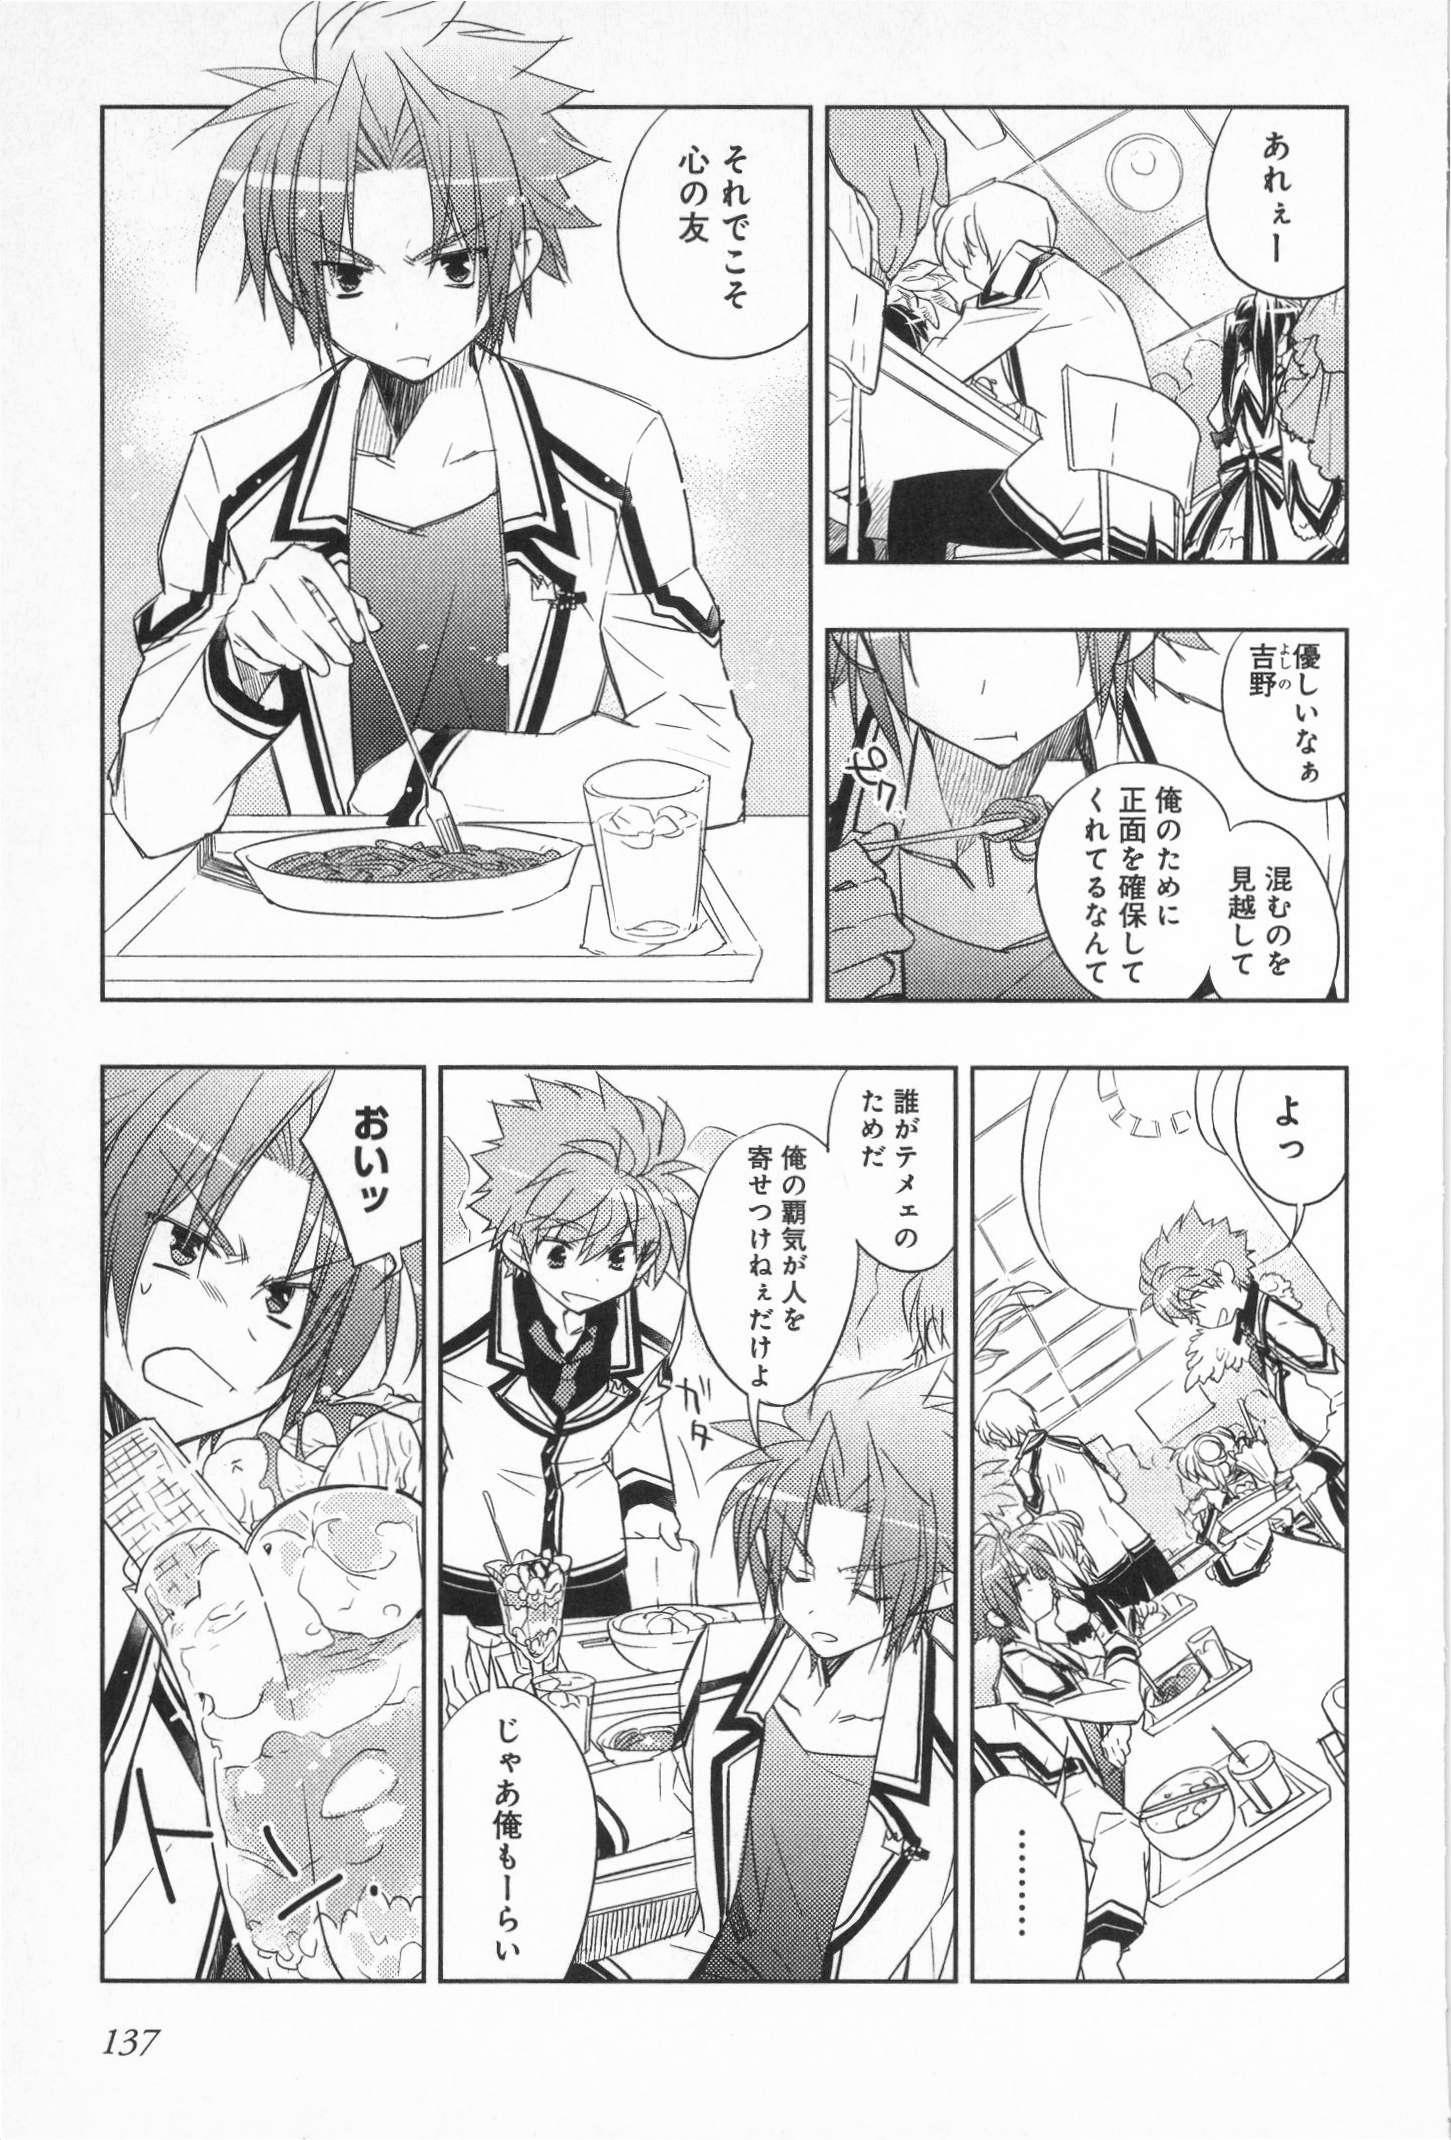 あれぇー
優しいなぁ
吉野
よしの
混むのを
見越して
俺のために
正面を確保して
くれてるなんて
それでこそ
心の友
よっ
………
誰がテメェの
ためだ
俺の覇気が人を
寄せつけねぇだけよ
ガタ
じゃあ俺もーらい
おいッ
トン
137